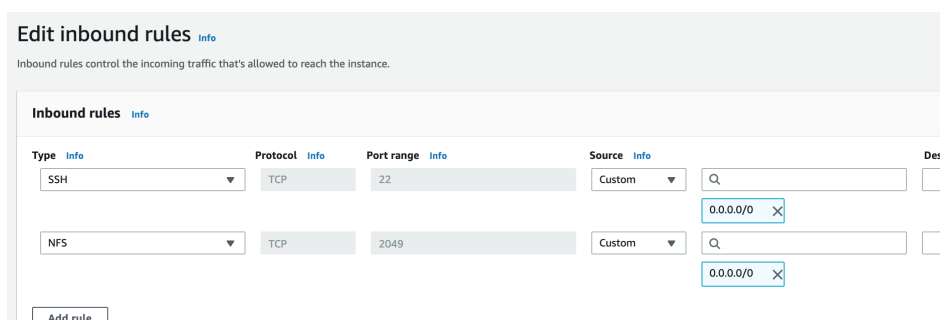 Edit inbound rules Info
Inbound rules control the incoming traffic that's allowed to reach the instance.
Inbound rules Info
Type Info Protocol Info Port range Info Source Info
SSH TCP 22 Custom
0.0.0.0/0
NFS TCP 2049 Custom
0.0.0.0/0
Add rule